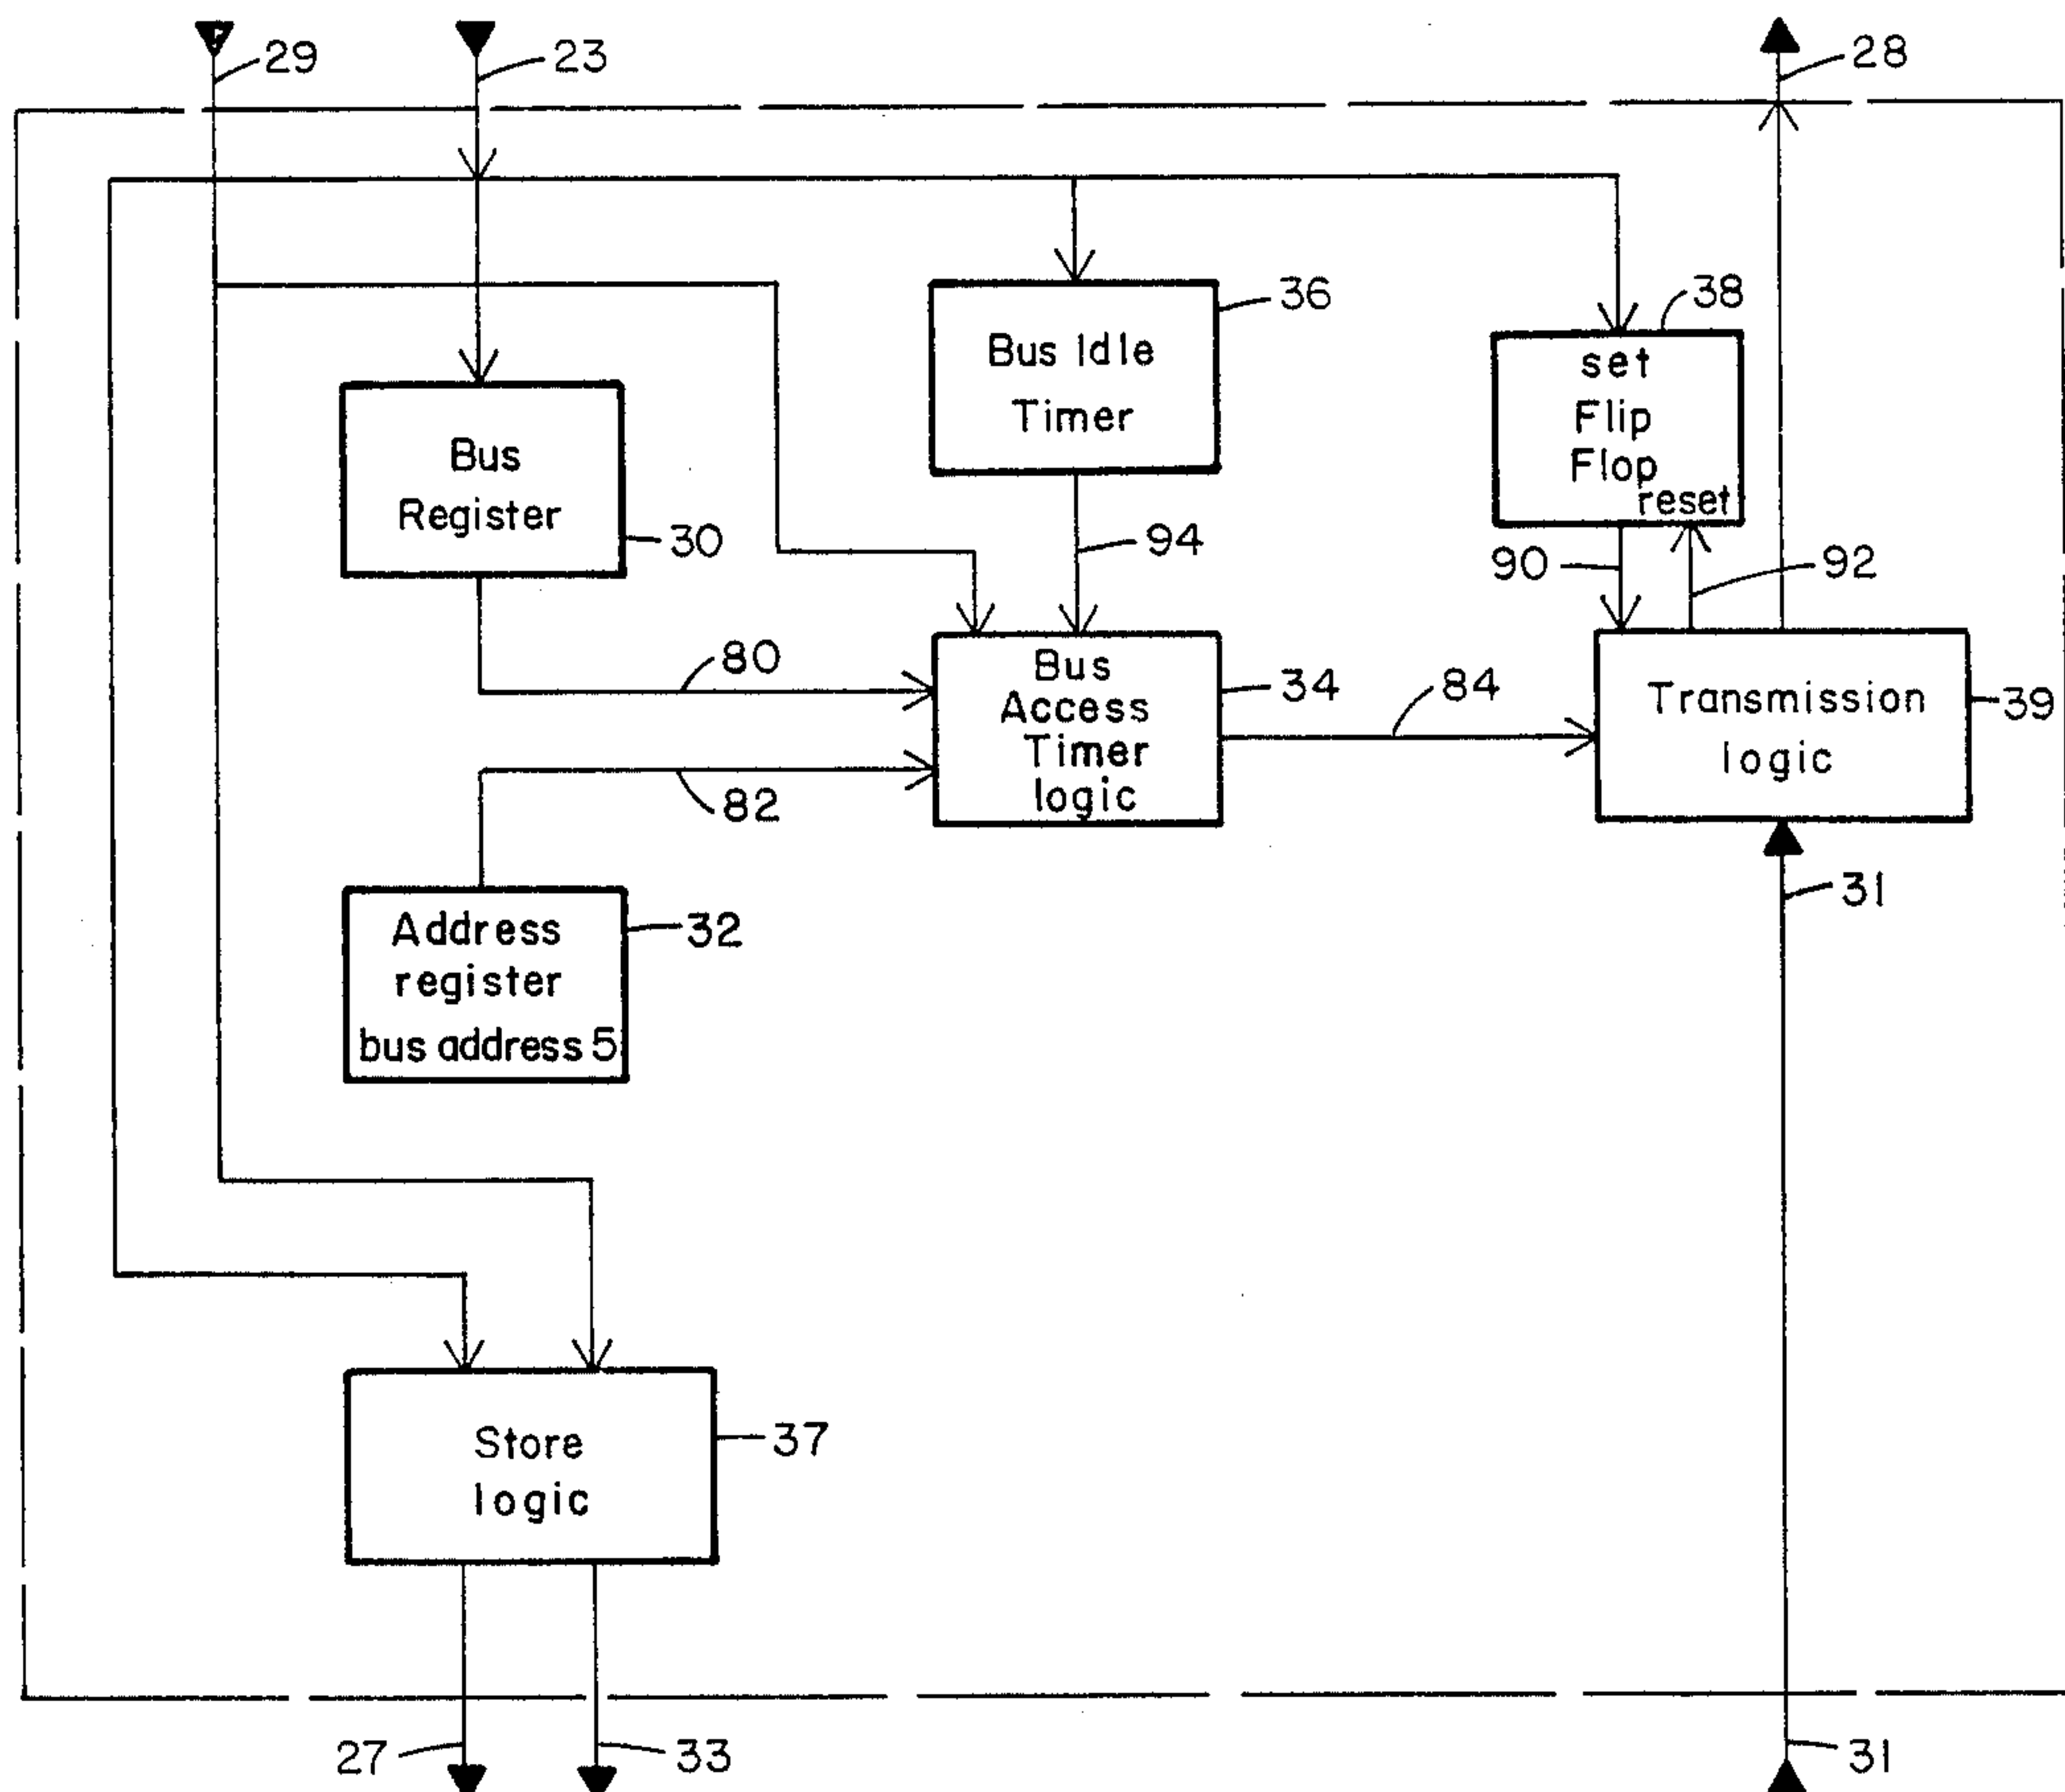 29
23
28
36
Bus Idle
Timer
38
set
Flip
Flop
reset
Bus
Register
30
94
90
92
80
Bus
Access
Timer
logic
34
84
Transmission
logic
39
82
Address
register
bus address 5
32
31
Store
logic
37
27
33
31